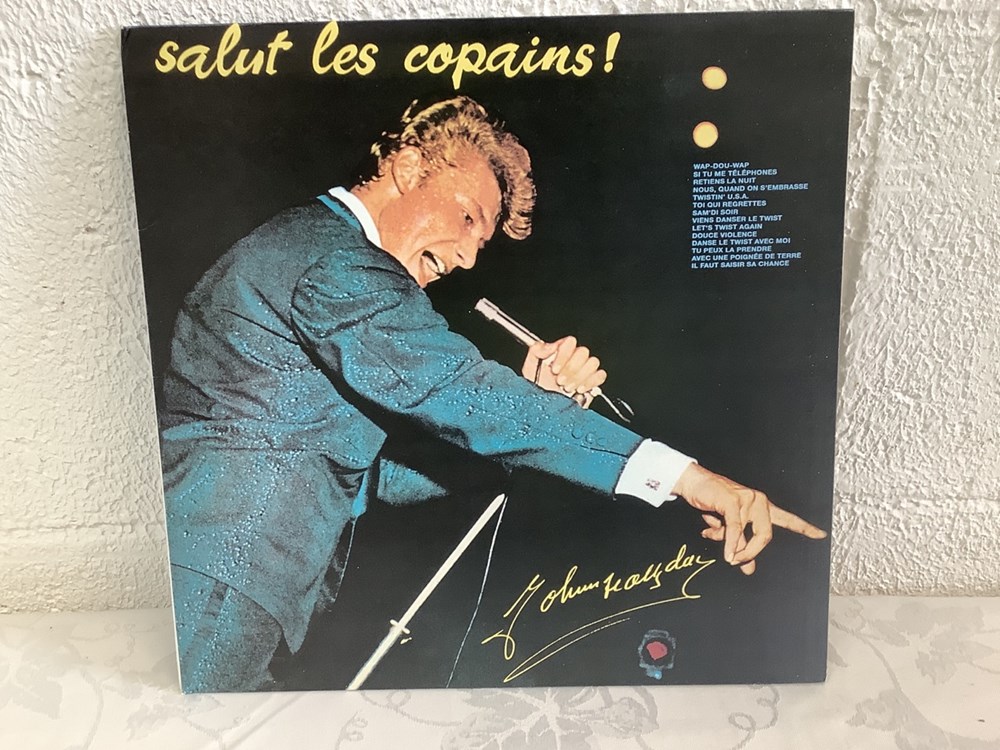 salut les copains!
WAP-DOU-WAP
SI TU ME TÉLÉPHONES
RETIENS LA NUIT
NOUS, QUAND ON S'EMBRASSE
TWISTIN' U.S.A.
TOI QUI REGRETTES
SAM'DI SOIR
VIENS DANSER LE TWIST
LET'S TWIST AGAIN
DOUCE VIOLENCE
DANSE LE TWIST AVEC MOI
TU PEUX LA PRENDRE
AVEC UNE POIGNÉE DE TERRE
IL FAUT SAISIR SA CHANCE
Johnny Hallyday